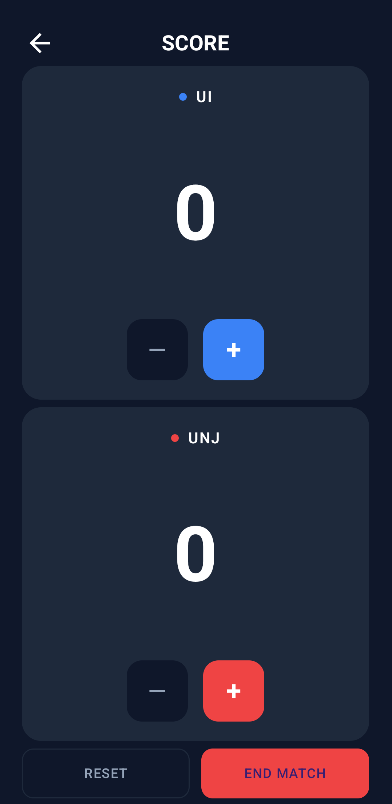 SCORE
UI
0
− +
UNJ
0
− +
RESET
END MATCH